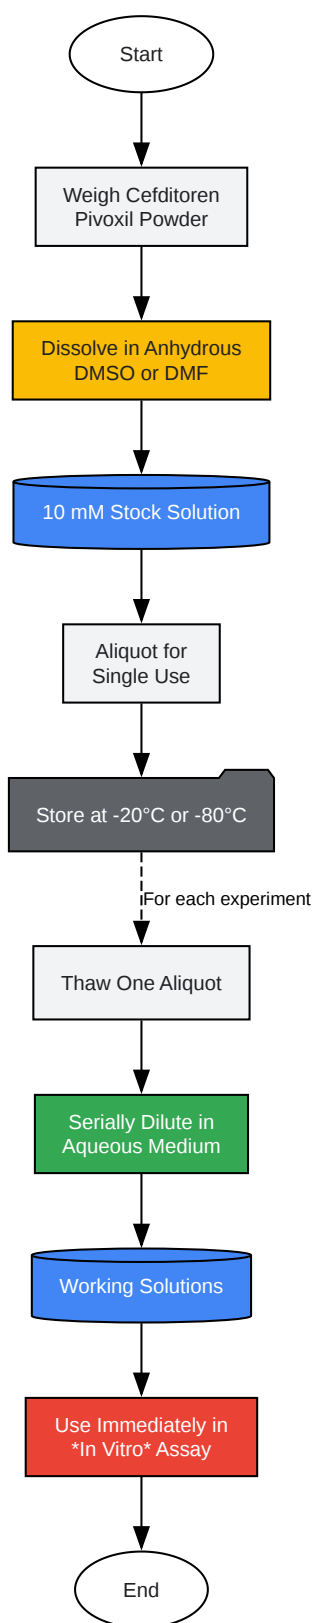 Start
Weigh Cefditoren
Pivoxil Powder
Dissolve in Anhydrous
DMSO or DMF
10 mM Stock Solution
Aliquot for
Single Use
Store at -20°C or -80°C
For each experiment
Thaw One Aliquot
Serially Dilute in
Aqueous Medium
Working Solutions
Use Immediately in
*In Vitro* Assay
End